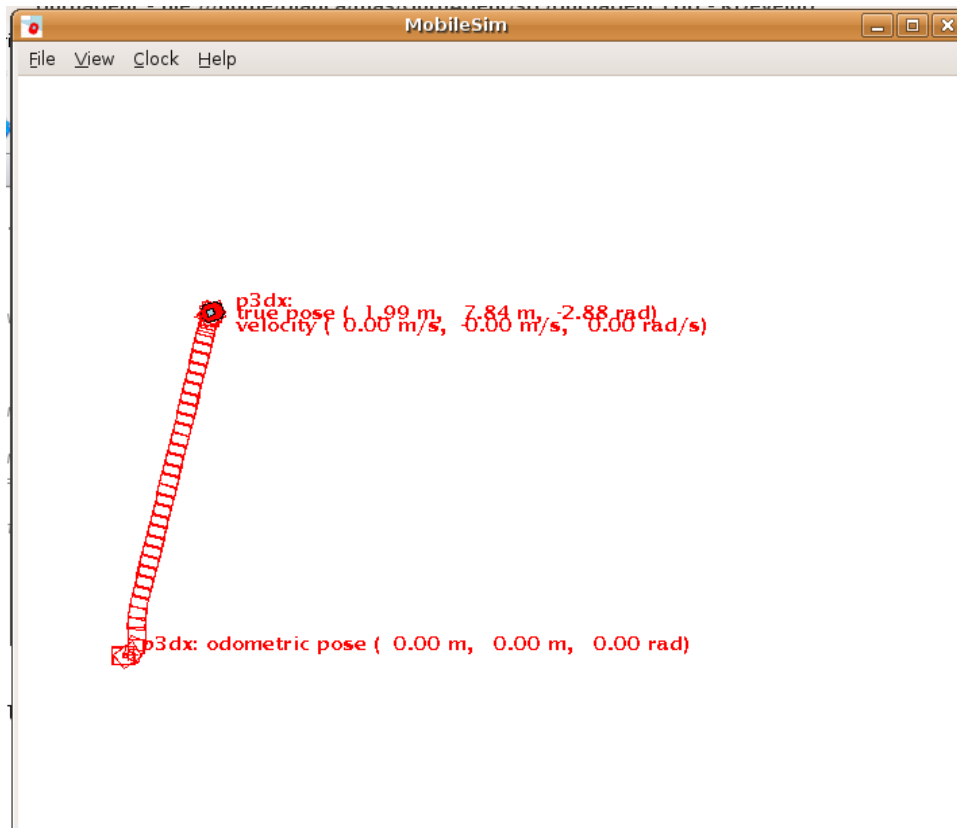 MobileSim
File View Clock Help
p3dx:
true pose ( 1.99 m, 7.84 m, -2.88 rad)
velocity ( 0.00 m/s, -0.00 m/s, 0.00 rad/s)
p3dx: odometric pose ( 0.00 m, 0.00 m, 0.00 rad)